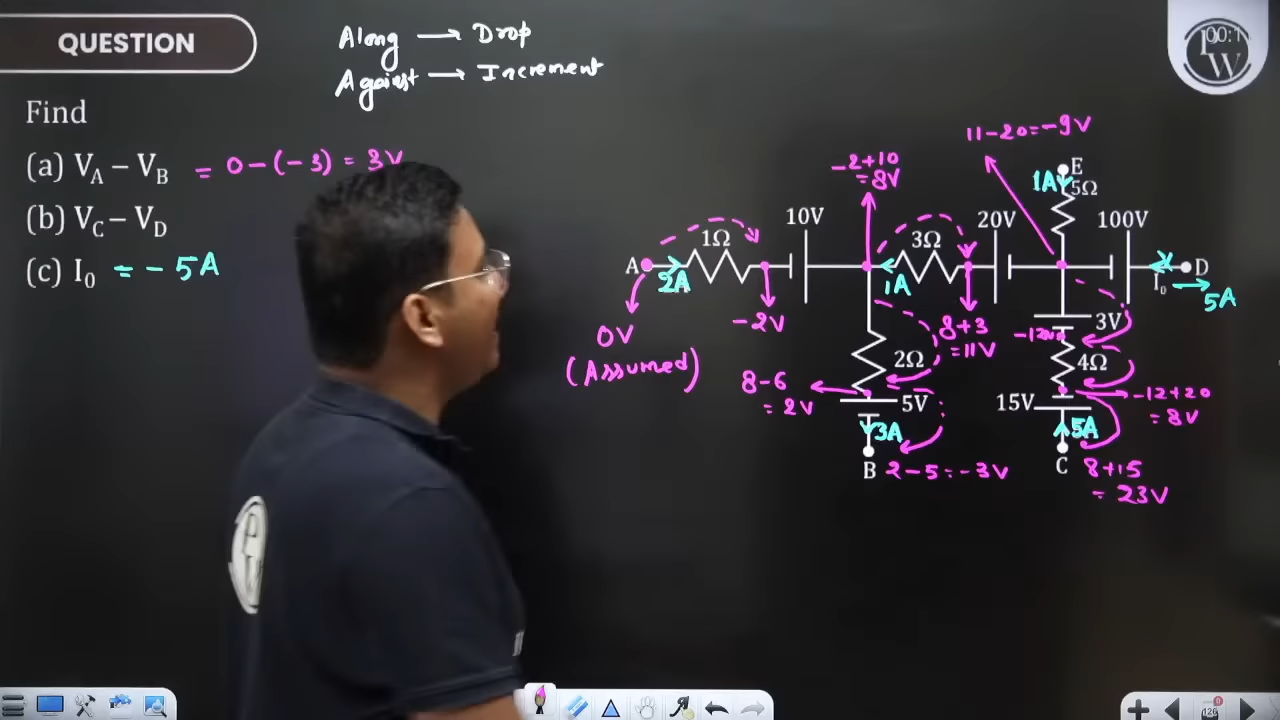 QUESTION
Along → Drop
Against → Increment
Find
(a) V_A – V_B = 0 – (– 3) = 3V
(b) V_C – V_D
(c) I_0 = – 5A
11–20=–9V
–2+10
= 8V
E
1A
5Ω
A
1Ω
10V
3Ω
20V
100V
D
2A
1A
I_0
5A
0V
(Assumed)
–2V
8+3
= 11V
3V
2Ω
4Ω
8–6
= 2V
5V
15V
–12+20
= 8V
3A
5A
B
2–5=–3V
C
8+15
= 23V
126